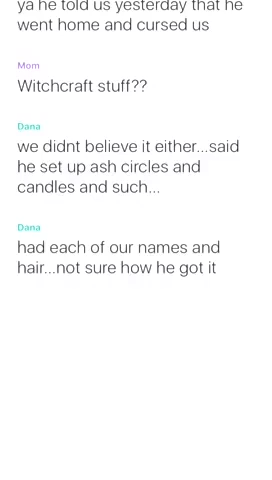 ya he told us yesterday that he
went home and cursed us
Mom
Witchcraft stuff??
Dana
we didnt believe it either...said
he set up ash circles and
candles and such...
Dana
had each of our names and
hair...not sure how he got it